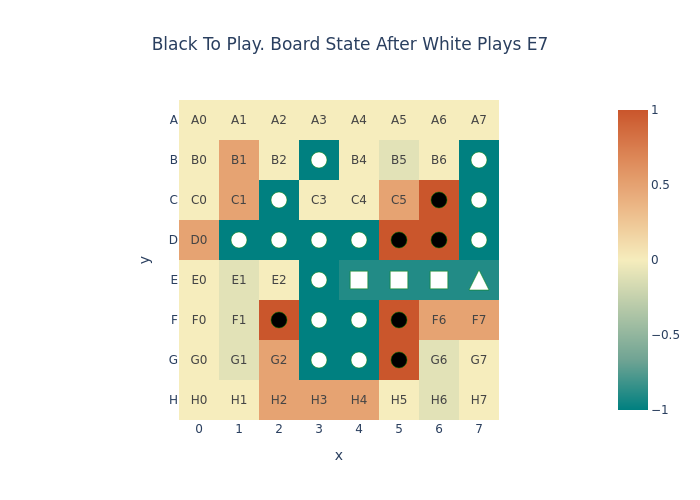 Black To Play. Board State After White Plays E7
A A0 A1 A2 A3 A4 A5 A6 A7
B B0 B1 B2 B4 B5 B6
C C0 C1 C3 C4 C5
D D0
E E0 E1 E2
F F0 F1 F6 F7
G G0 G1 G2 G6 G7
H H0 H1 H2 H3 H4 H5 H6 H7
0 1 2 3 4 5 6 7
x
y
1
0.5
0
−0.5
−1